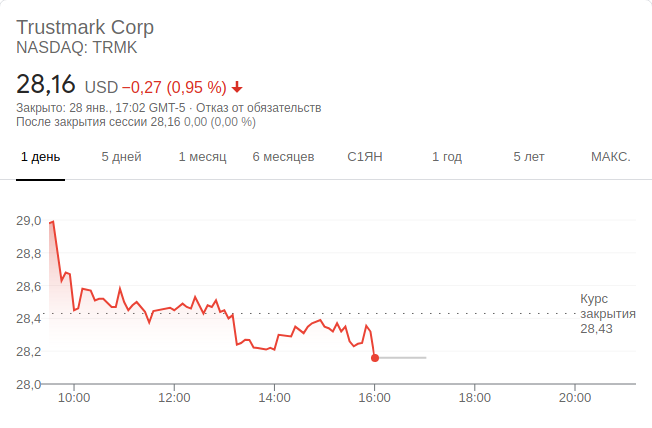 Trustmark Corp
NASDAQ: TRMK
28,16 USD −0,27 (0,95 %)
Закрыто: 28 янв., 17:02 GMT-5 · Отказ от обязательств
После закрытия сессии 28,16 0,00 (0,00 %)
1 день 5 дней 1 месяц 6 месяцев С1ЯН 1 год 5 лет МАКС.
29,0
28,8
28,6
Курс
закрытия
28,43
28,4
28,2
28,0
10:00 12:00 14:00 16:00 18:00 20:00